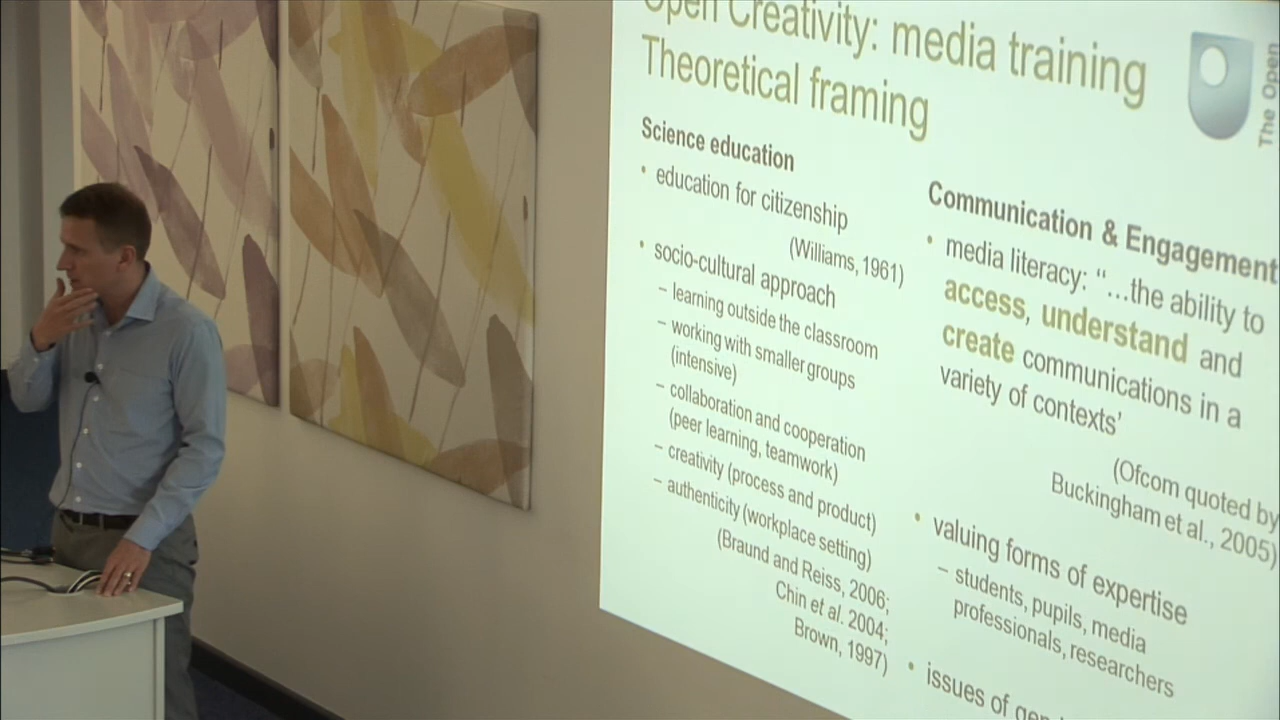 Open Creativity: media training
Theoretical framing
The Open
Science education
• education for citizenship
(Williams, 1961)
• socio-cultural approach
– learning outside the classroom
– working with smaller groups
(intensive)
– collaboration and cooperation
(peer learning, teamwork)
– creativity (process and product)
– authenticity (workplace setting)
(Braund and Reiss, 2006;
Chin et al. 2004;
Brown, 1997)
Communication & Engagement
• media literacy: “…the ability to
access, understand and
create communications in a
variety of contexts’
(Ofcom quoted by
Buckingham et al., 2005)
• valuing forms of expertise
– students, pupils, media
professionals, researchers
• issues of